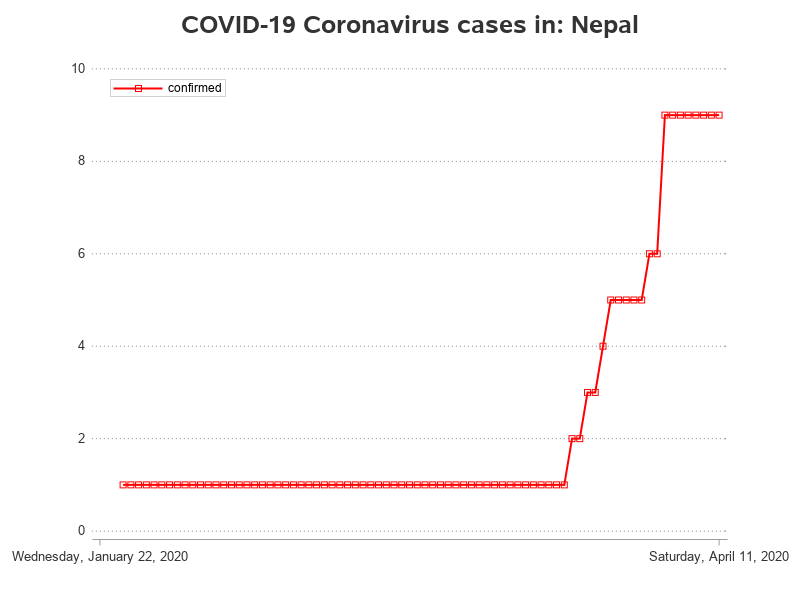 COVID-19 Coronavirus cases in: Nepal
10
confirmed
8
6
4
2
0
Wednesday, January 22, 2020 Saturday, April 11, 2020